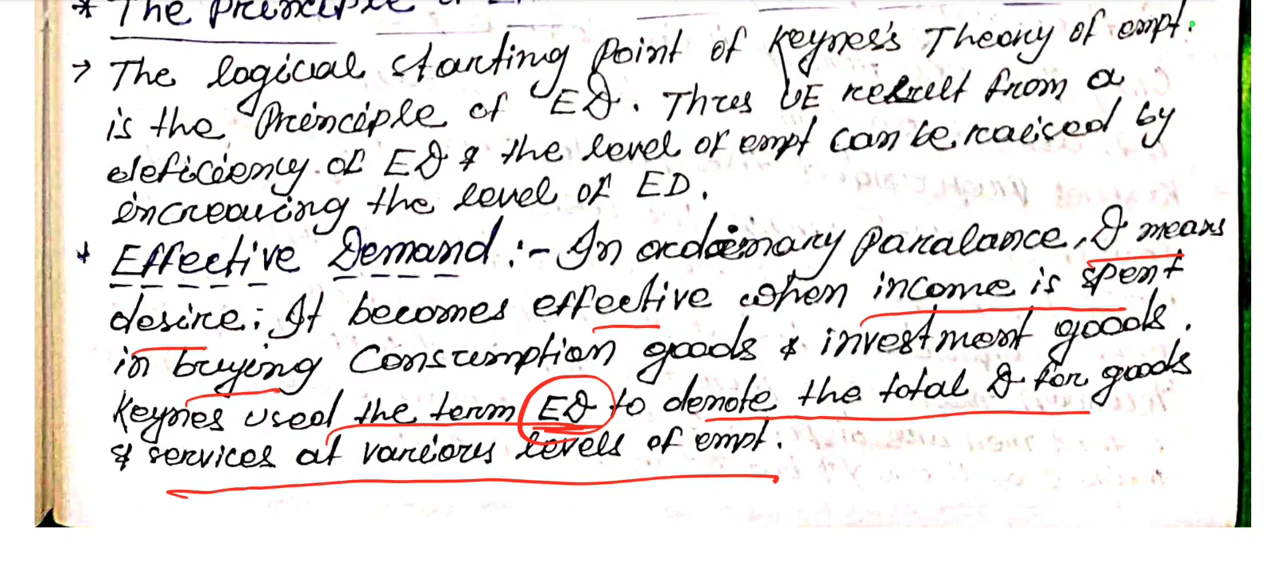 * The Principle of E
→ The logical starting point of Keynes's Theory of empt.
is the Principle of ED. Thus UE result from a
deficiency of ED & the level of empt can be raised by
increasing the level of ED.
* Effective Demand :- In ordinary paralance, D means
desire; It becomes effective when income is spent
in buying Consumption goods & investment goods.
Keynes used the term ED to denote the total D for goods
& services at various levels of empt.